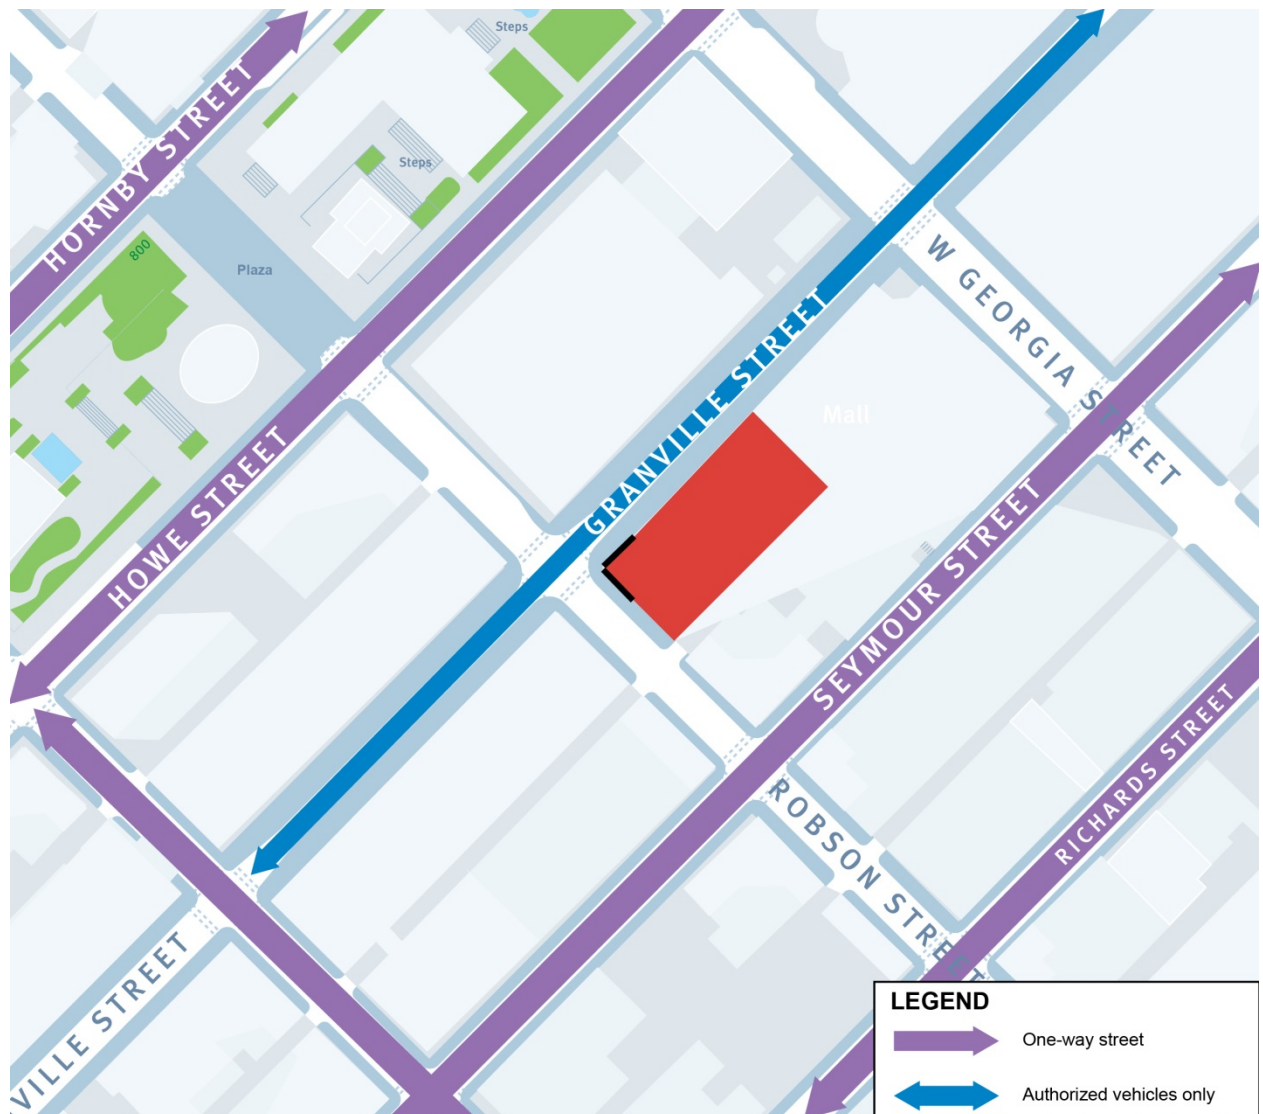 Steps
HORNBY STREET
Steps
800
Plaza
W GEORGIA STREET
GRANVILLE STREET
Mall
HOWE STREET
SEYMOUR STREET
RICHARDS STREET
ROBSON STREET
VILLE STREET
LEGEND
One-way street
Authorized vehicles only